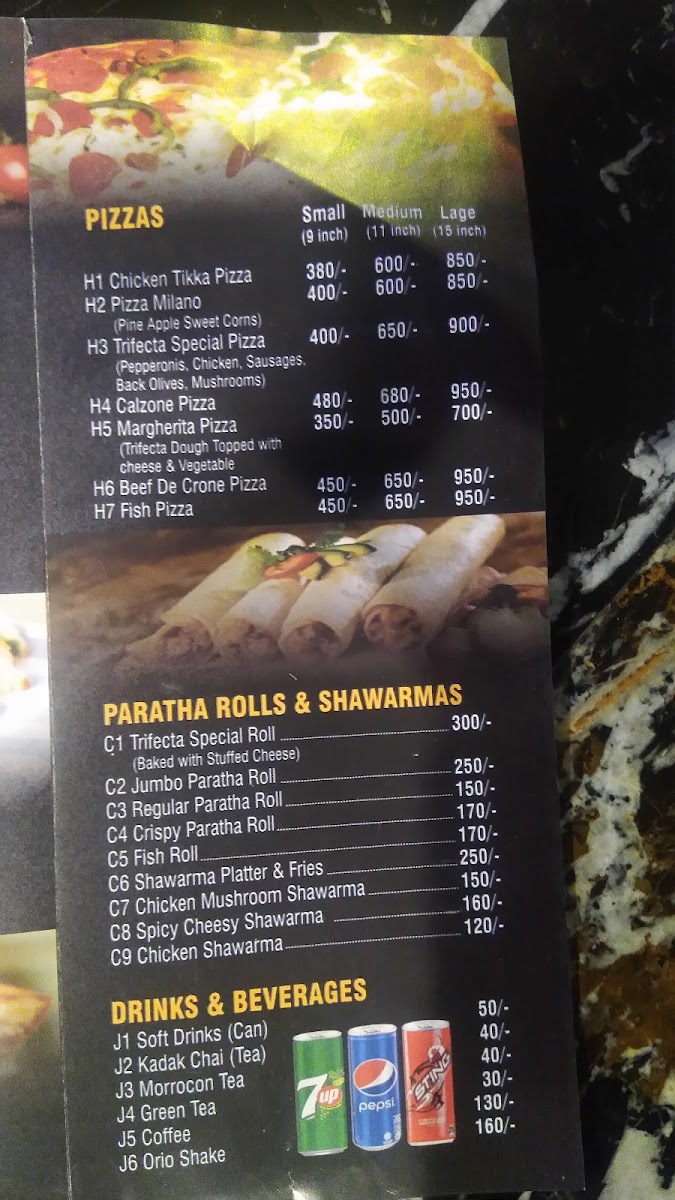 PIZZAS Small Medium Lage
(9 inch) (11 inch) (15 inch)
H1 Chicken Tikka Pizza 380/- 600/- 850/-
H2 Pizza Milano 400/- 600/- 850/-
(Pine Apple Sweet Corns)
H3 Trifecta Special Pizza 400/- 650/- 900/-
(Pepperonis, Chicken, Sausages,
Back Olives, Mushrooms)
H4 Calzone Pizza 480/- 680/- 950/-
H5 Margherita Pizza 350/- 500/- 700/-
(Trifecta Dough Topped with
cheese & Vegetable
H6 Beef De Crone Pizza 450/- 650/- 950/-
H7 Fish Pizza 450/- 650/- 950/-
PARATHA ROLLS & SHAWARMAS
C1 Trifecta Special Roll 300/-
(Baked with Stuffed Cheese)
C2 Jumbo Paratha Roll 250/-
C3 Regular Paratha Roll 150/-
C4 Crispy Paratha Roll 170/-
C5 Fish Roll 170/-
C6 Shawarma Platter & Fries 250/-
C7 Chicken Mushroom Shawarma 150/-
C8 Spicy Cheesy Shawarma 160/-
C9 Chicken Shawarma 120/-
DRINKS & BEVERAGES
J1 Soft Drinks (Can) 50/-
J2 Kadak Chai (Tea) 40/-
J3 Morrocon Tea 40/-
J4 Green Tea 30/-
J5 Coffee 130/-
J6 Orio Shake 160/-
7up
pepsi
STING